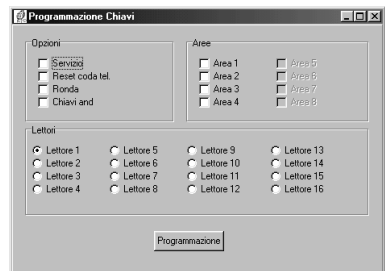 Programmazione Chiavi
Opzioni
Servizio
Reset coda tel.
Ronda
Chiavi and
Aree
Area 1
Area 2
Area 3
Area 4
Area 5
Area 6
Area 7
Area 8
Lettori
Lettore 1
Lettore 2
Lettore 3
Lettore 4
Lettore 5
Lettore 6
Lettore 7
Lettore 8
Lettore 9
Lettore 10
Lettore 11
Lettore 12
Lettore 13
Lettore 14
Lettore 15
Lettore 16
Programmazione